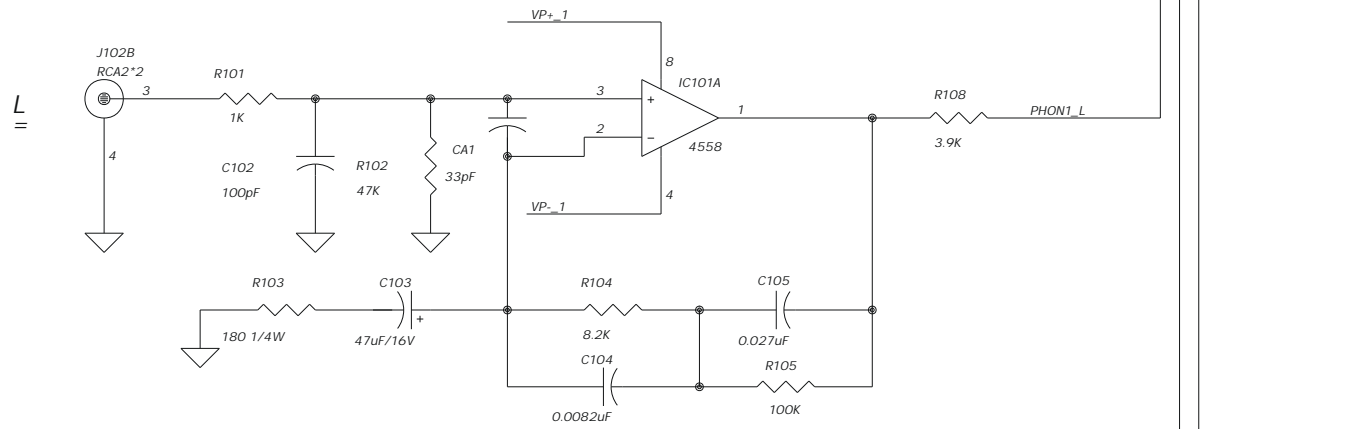 VP+_1
J102B
RCA2*2
8
R101
IC101A
3
3
+
1
R108
PHON1_L
L
1K
2
−
4558
3.9K
4
C102
100pF
R102
47K
CA1
33pF
4
VP-_1
R103
C103
R104
C105
+
180 1/4W
47uF/16V
8.2K
0.027uF
C104
R105
0.0082uF
100K